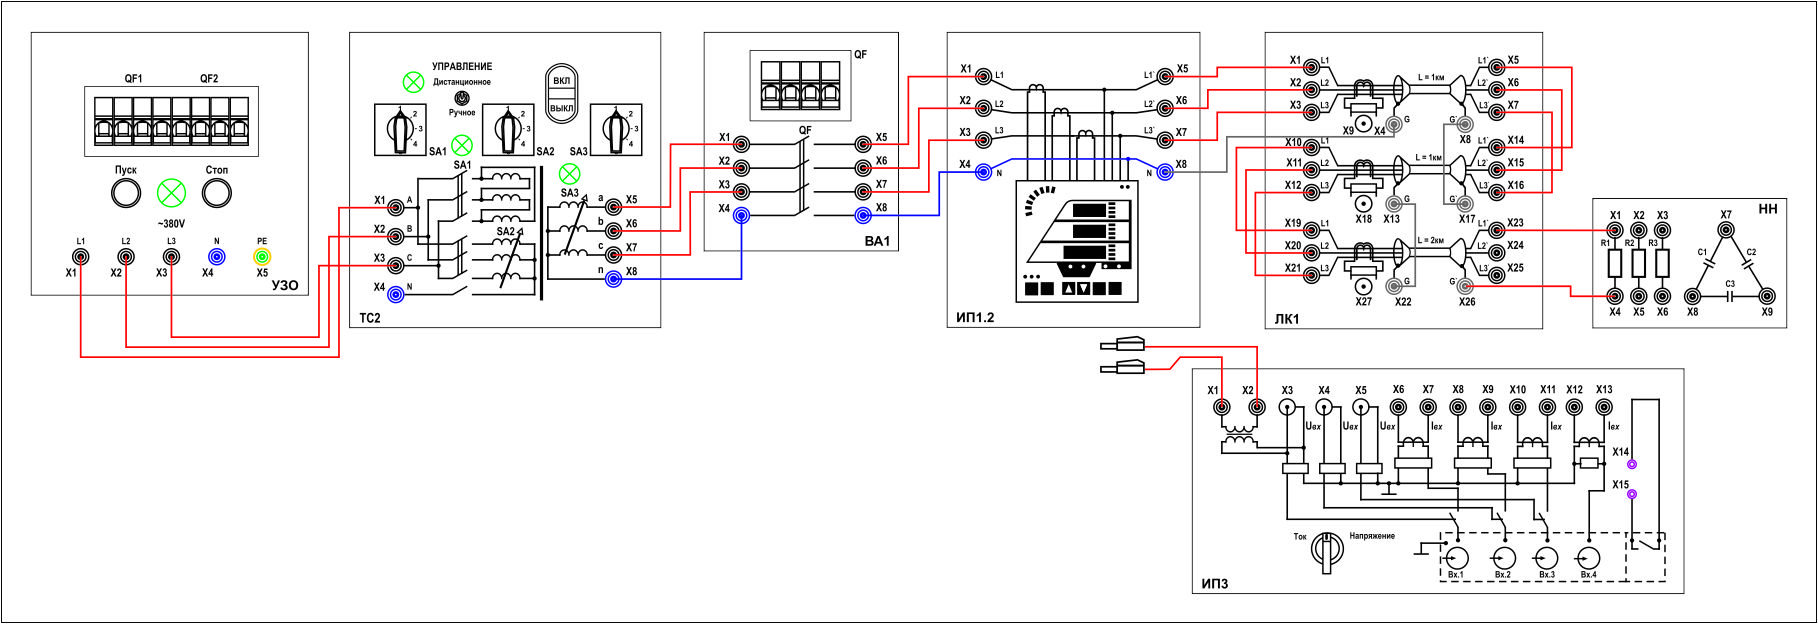 QF1 QF2
Пуск Стоп
~380V
L1 L2 L3 N PE
X1 X2 X3 X4 X5
УЗО
УПРАВЛЕНИЕ
Дистанционное
Ручное
ВКЛ
ВЫКЛ
1 2 3 4
1 2 3 4
1 2 3 4
SA1 SA2 SA3
SA1
SA2
SA3
X1 A
X2 B
X3 C
X4 N
a X5
b X6
c X7
n X8
ТС2
QF
QF
X1 X5
X2 X6
X3 X7
X4 X8
ВА1
X1 L1 L1` X5
X2 L2 L2` X6
X3 L3 L3` X7
X4 N N X8
ИП1.2
X1 L1 L = 1км L1` X5
X2 L2 L2` X6
X3 L3 L3` X7
X9 X4 G G` X8
X10 L1 L = 1км L1` X14
X11 L2 L2` X15
X12 L3 L3` X16
X18 X13 G G` X17
X19 L1 L1` X23
X20 L2 L = 2км L2` X24
X21 L3 L3` X25
X27 X22 G G` X26
ЛК1
НН
X1 X2 X3 X7
R1 R2 R3 C1 C2
C3
X4 X5 X6 X8 X9
X1 X2 X3 X4 X5 X6 X7 X8 X9 X10 X11 X12 X13
Uвх Uвх Uвх Iвх Iвх Iвх Iвх
X14
X15
Ток Напряжение
Вх.1 Вх.2 Вх.3 Вх.4
ИП3